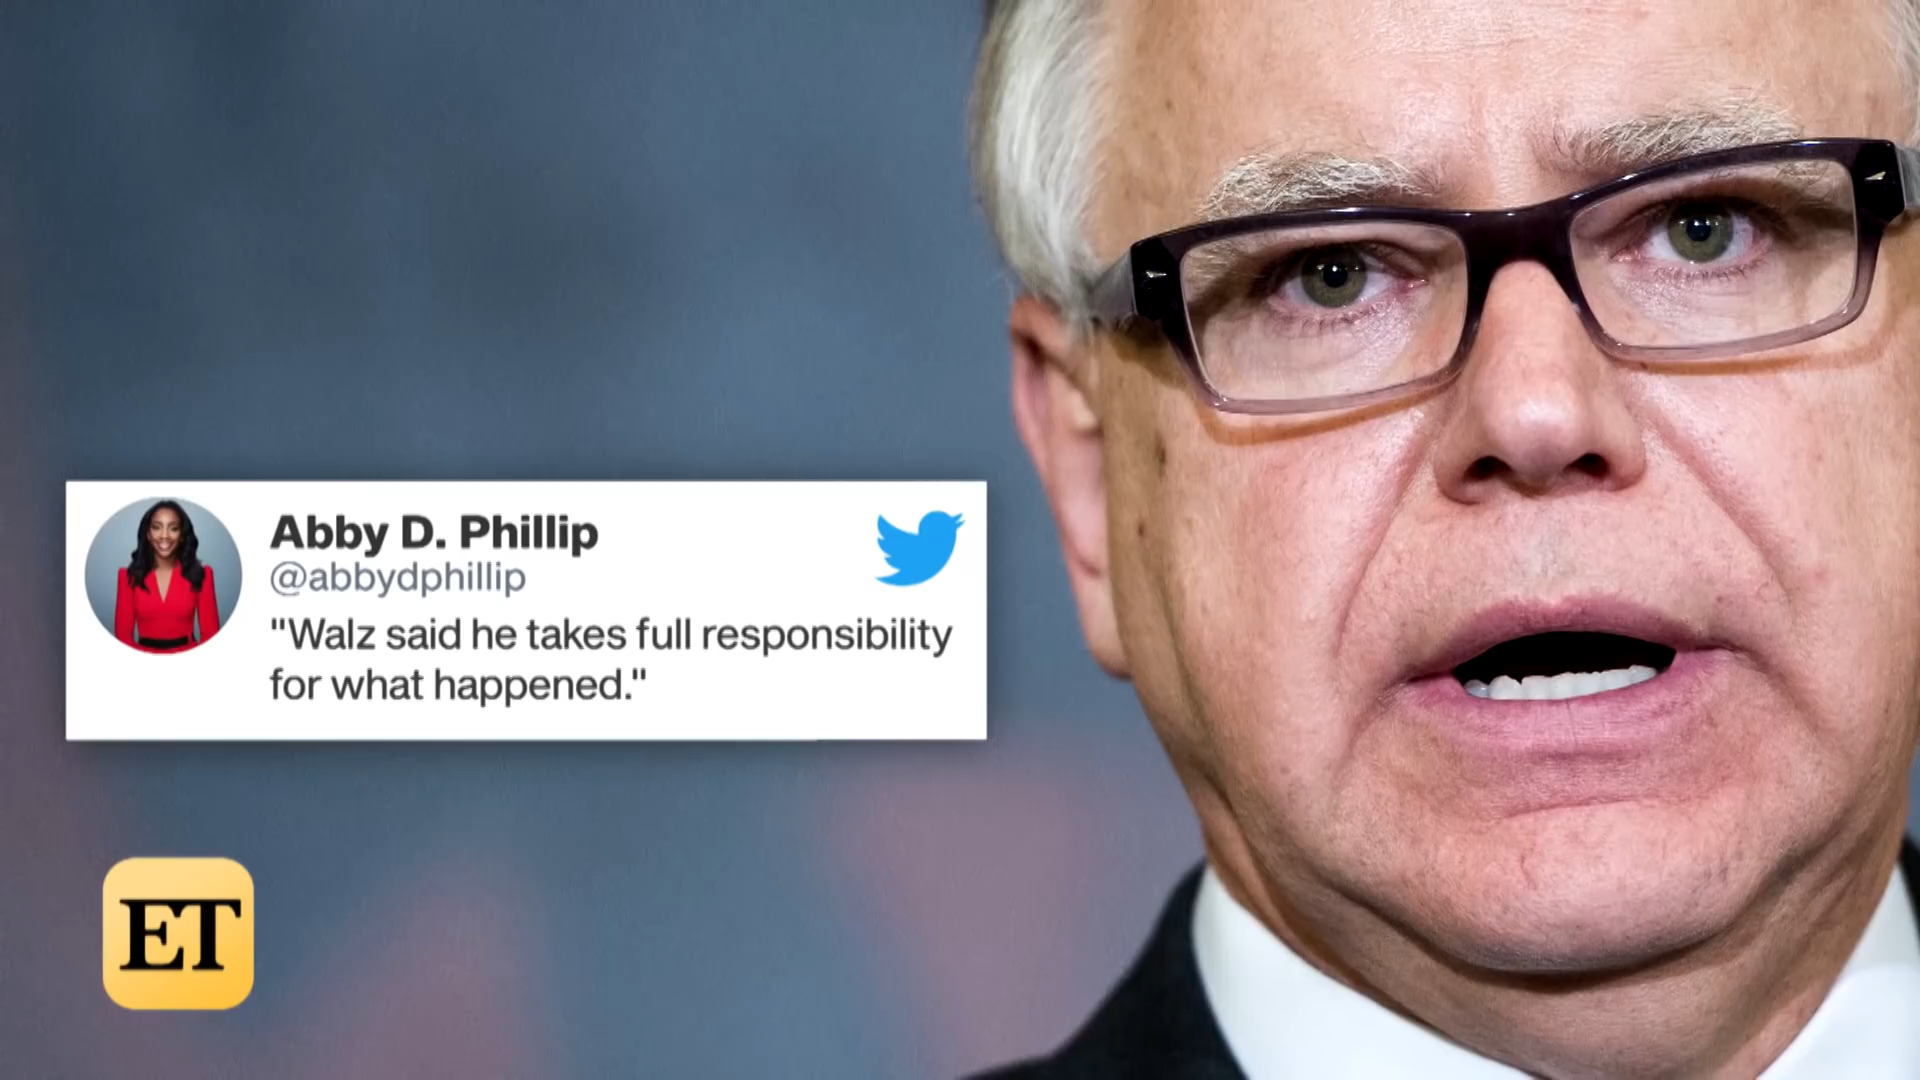 Abby D. Phillip
@abbydphillip
"Walz said he takes full responsibility
for what happened."
ET